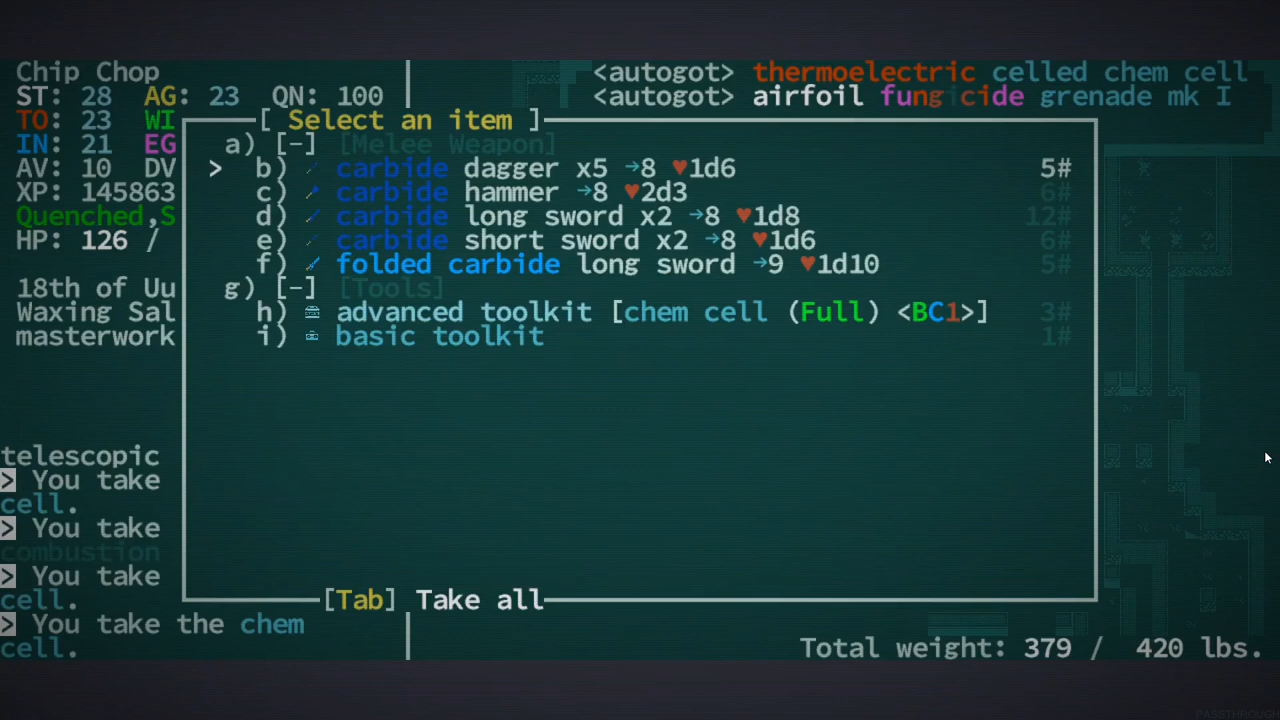 Chip Chop
<autogot> thermoelectric celled chem cell
ST: 28 AG: 23 QN: 100
<autogot> airfoil fungicide grenade mk I
TO: 23 WI
[ Select an item ]
IN: 21 EG
a) [-] [Melee Weapon]
AV: 10 DV
> b) carbide dagger x5 →8 ♥1d6 5#
XP: 145863
c) carbide hammer →8 ♥2d3 6#
Quenched,S
d) carbide long sword x2 →8 ♥1d8 12#
HP: 126 /
e) carbide short sword x2 →8 ♥1d6 6#
f) folded carbide long sword →9 ♥1d10 5#
18th of Uu
g) [-] [Tools]
Waxing Sal
h) advanced toolkit [chem cell (Full) <BC1>] 3#
masterwork
i) basic toolkit 1#
telescopic
> You take
cell.
> You take
combustion
> You take
cell.
[Tab] Take all
> You take the chem
cell.
Total weight: 379 / 420 lbs.